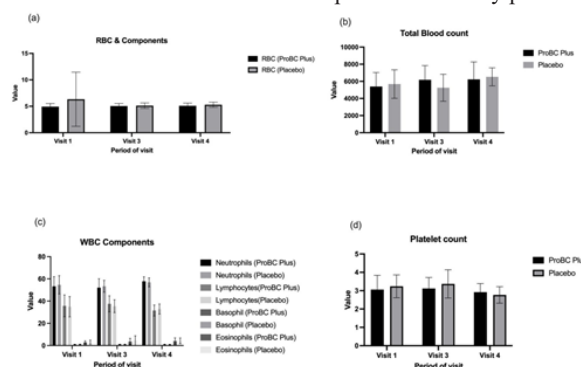 (a)
RBC & Components
RBC (ProBC Plus)
RBC (Placebo)
15
10
5
0
Value
Visit 1 Visit 3 Visit 4
Period of visit
(b)
Total Blood count
ProBC Plus
Placebo
10000
8000
6000
4000
2000
0
Value
Visit 1 Visit 3 Visit 4
Period of visit
(c)
WBC Components
Neutrophils (ProBC Plus)
Neutrophils (Placebo)
Lymphocytes(ProBC Plus)
Lymphocytes(Placebo)
Basophil (ProBC Plus)
Basophil (Placebo)
Eosinophils (ProBC Plus)
Eosinophils (Placebo)
80
60
40
20
0
Value
Visit 1 Visit 3 Visit 4
Period of visit
(d)
Platelet count
ProBC Plu
Placebo
5
4
3
2
1
0
Value
Visit 1 Visit 3 Visit 4
Period of visit